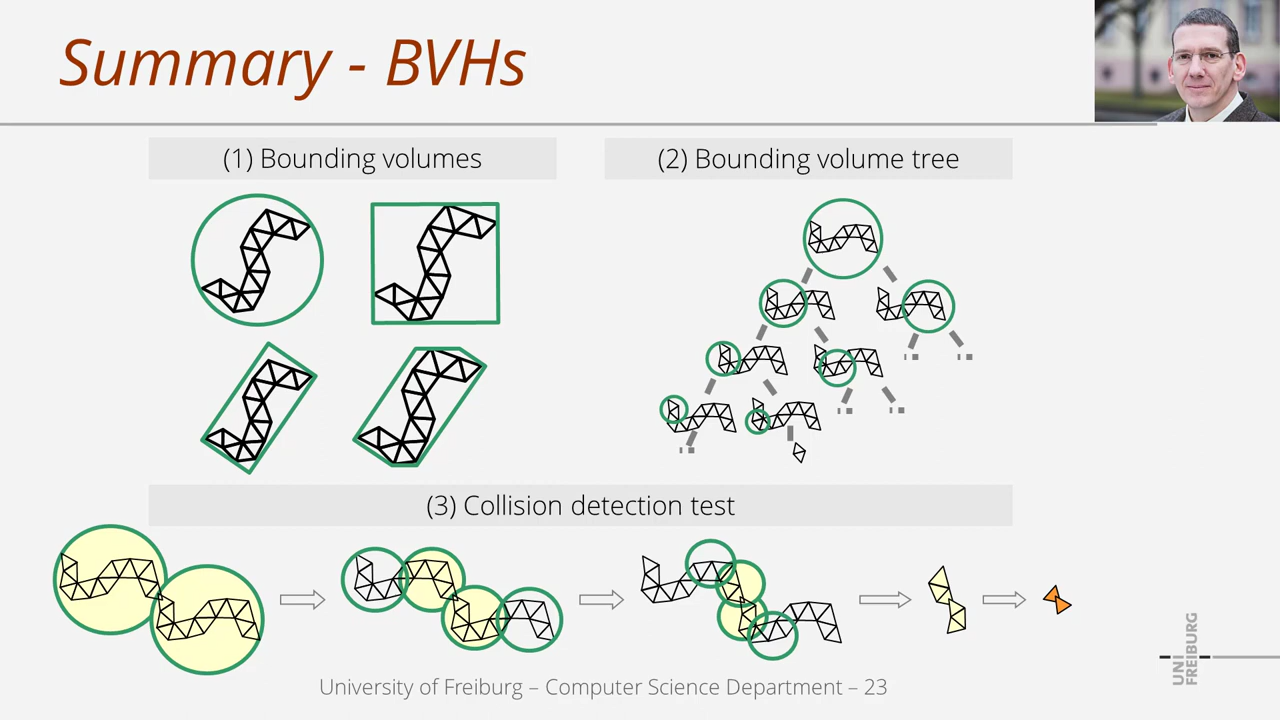 Summary - BVHs
(1) Bounding volumes
(2) Bounding volume tree
(3) Collision detection test
University of Freiburg – Computer Science Department – 23
UNI
FREIBURG